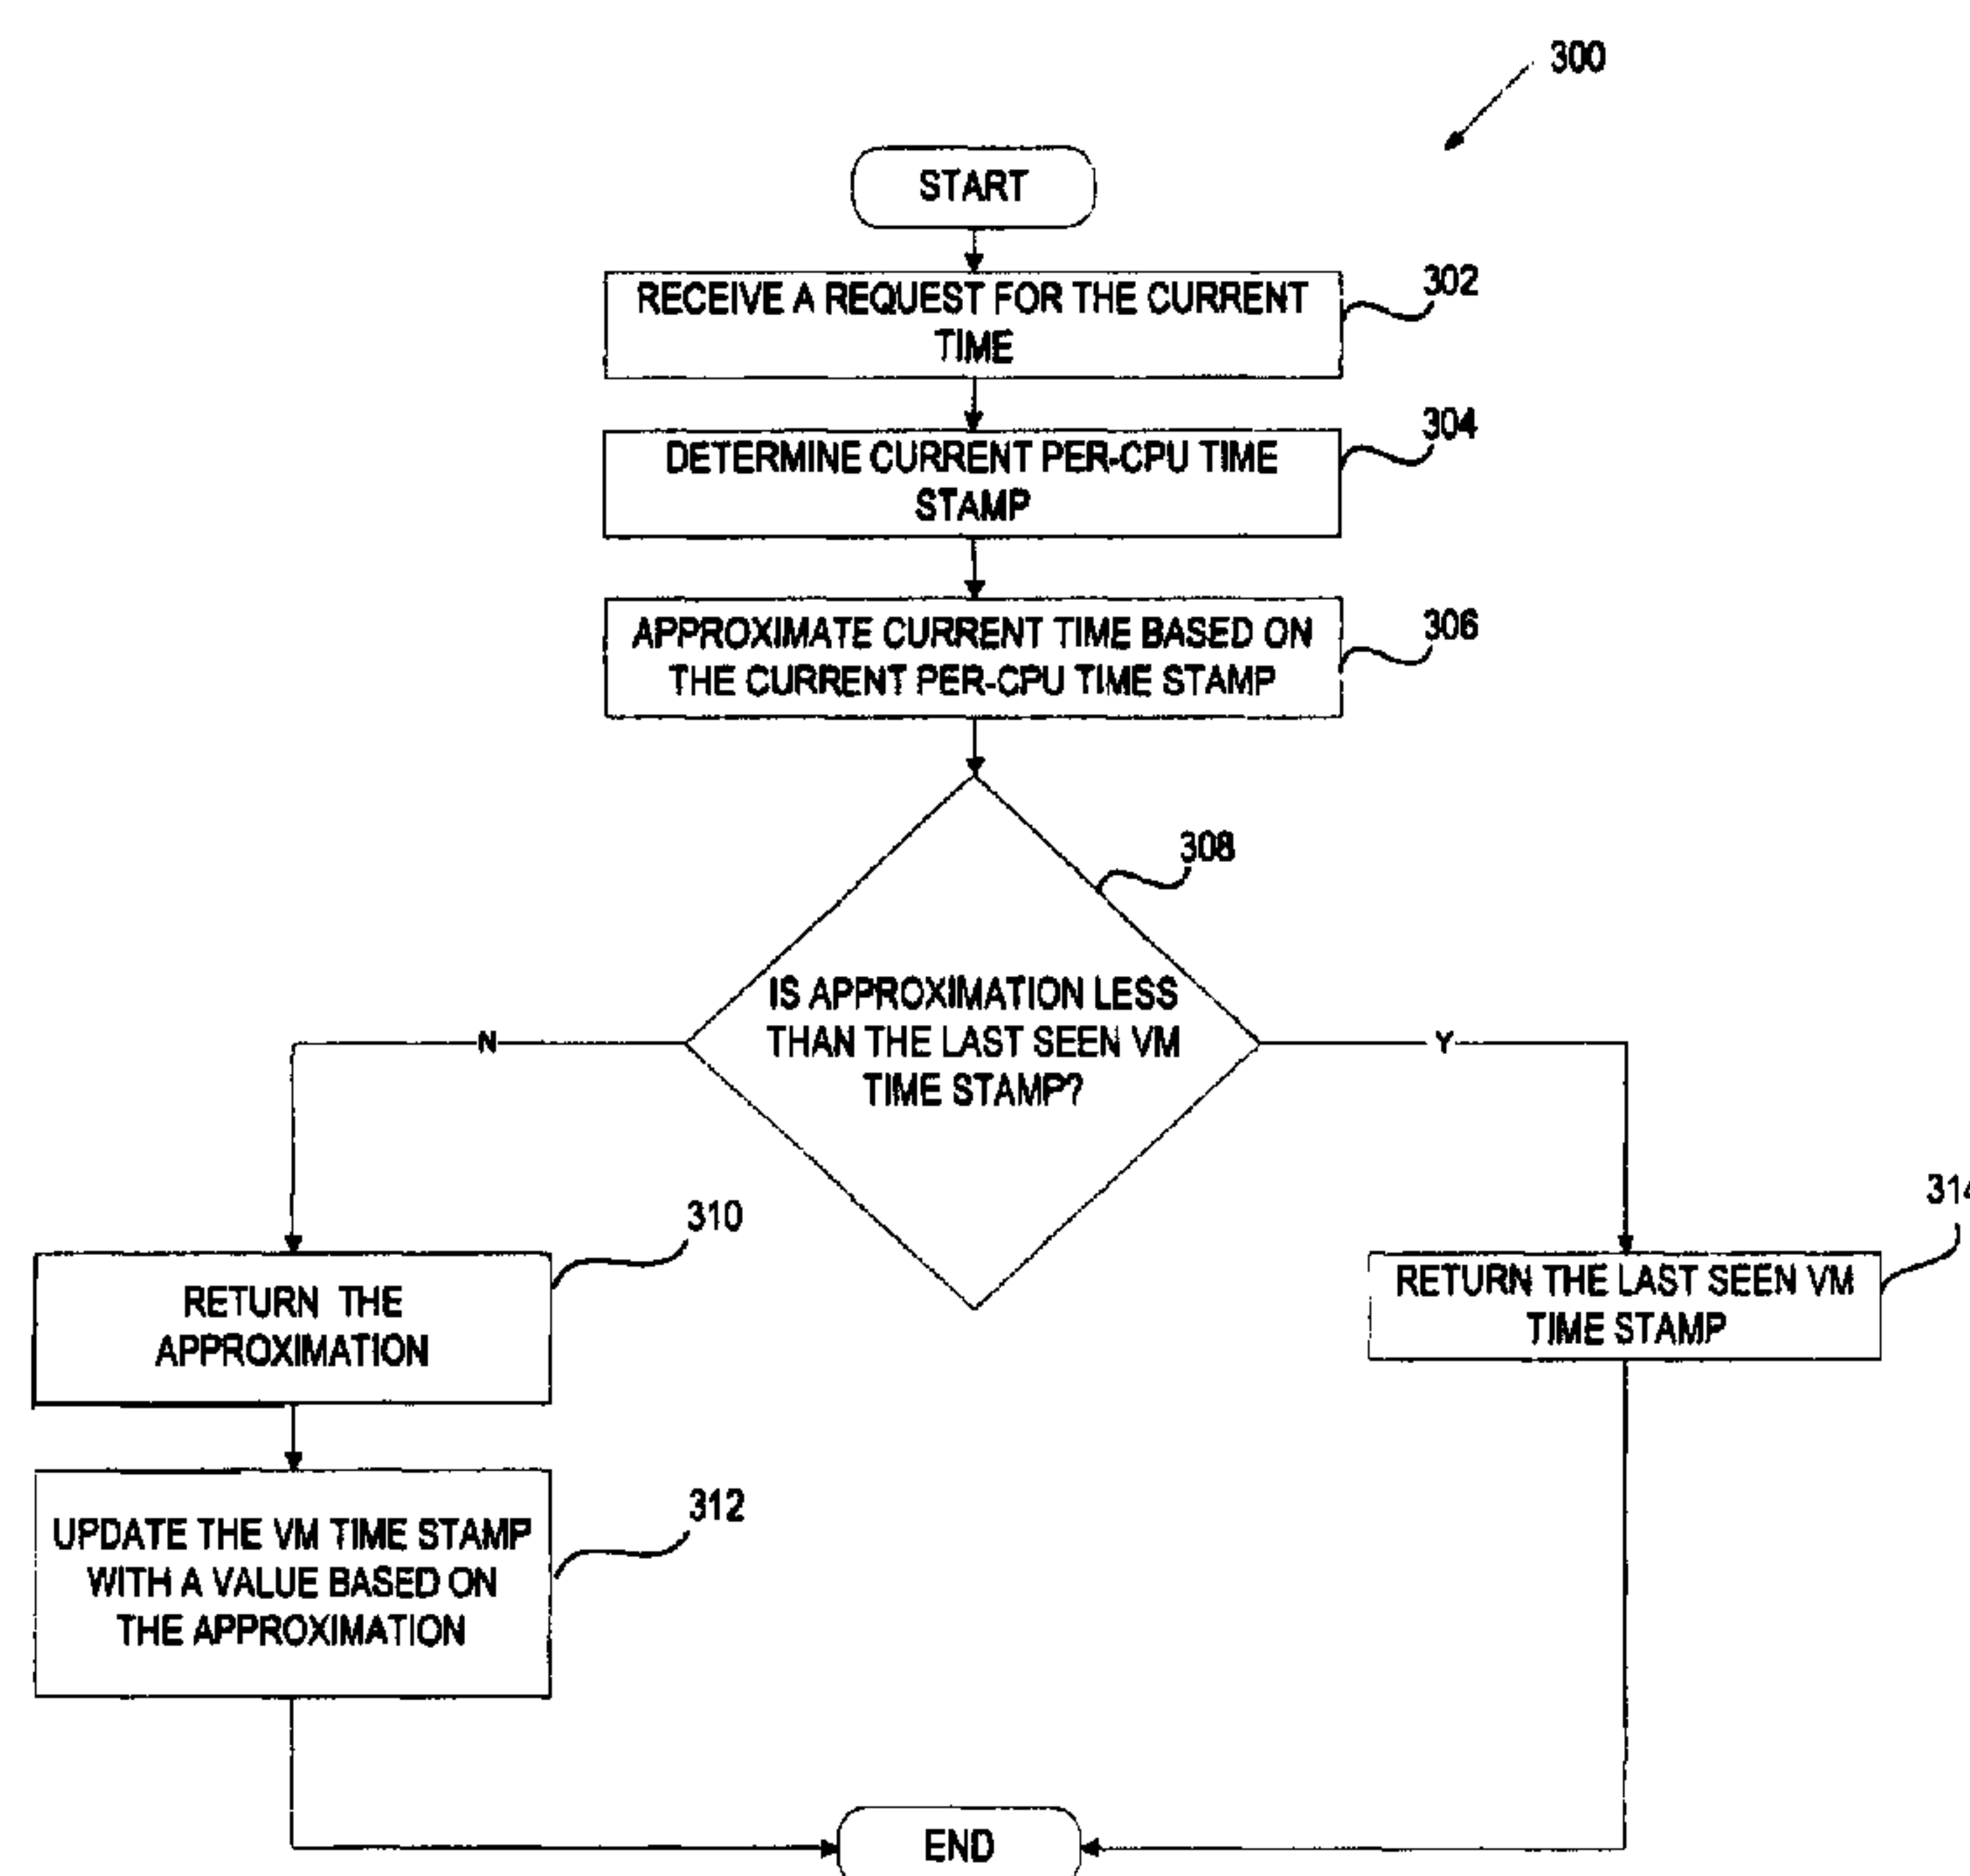 300
START
RECEIVE A REQUEST FOR THE CURRENT
TIME
302
DETERMINE CURRENT PER-CPU TIME
STAMP
304
APPROXIMATE CURRENT TIME BASED ON
THE CURRENT PER-CPU TIME STAMP
306
308
IS APPROXIMATION LESS
THAN THE LAST SEEN VM
TIME STAMP?
N
Y
310
RETURN THE
APPROXIMATION
314
RETURN THE LAST SEEN VM
TIME STAMP
312
UPDATE THE VM TIME STAMP
WITH A VALUE BASED ON
THE APPROXIMATION
END